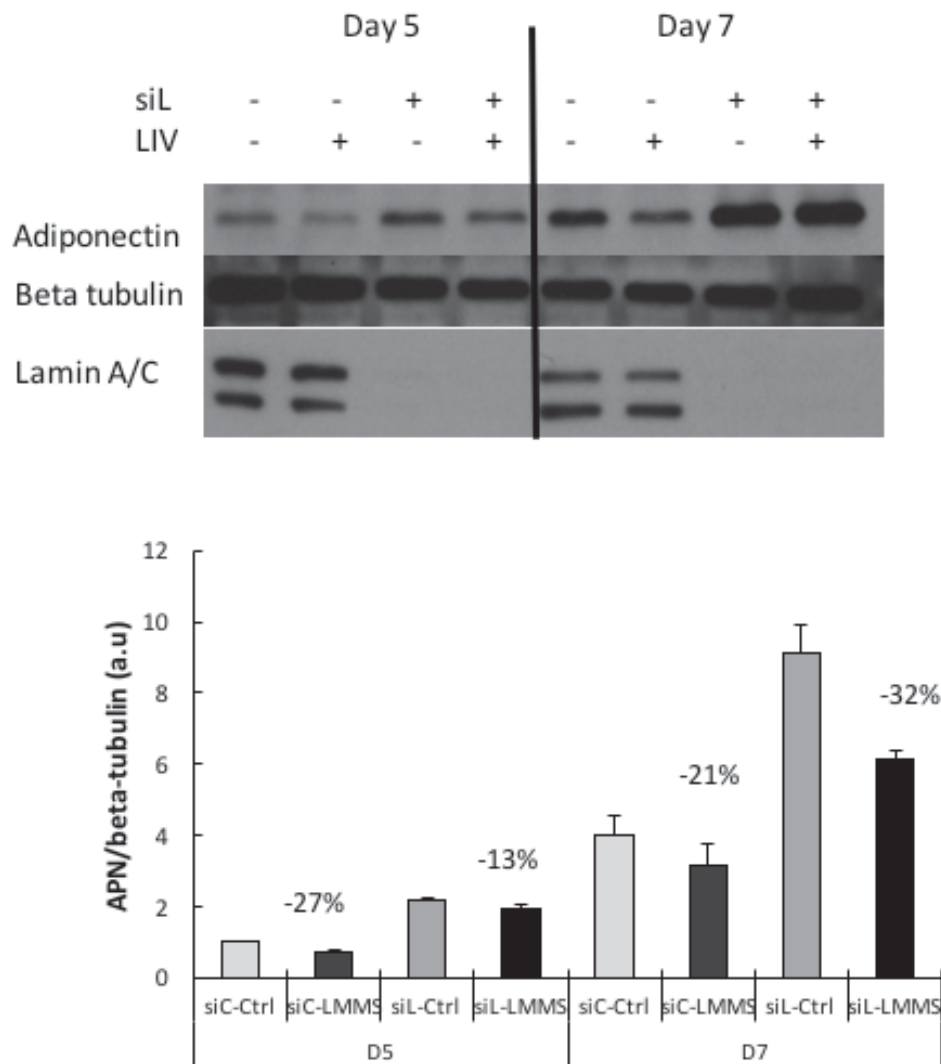 Day 5 Day 7
siL - - + + - - + +
LIV - + - + - + - +
Adiponectin
Beta tubulin
Lamin A/C
12
10
8
6
4
2
0
APN/beta-tubulin (a.u)
-27%
-13%
-21%
-32%
siC-Ctrl siC-LMMS siL-Ctrl siL-LMMS siC-Ctrl siC-LMMS siL-Ctrl siL-LMMS
D5 D7